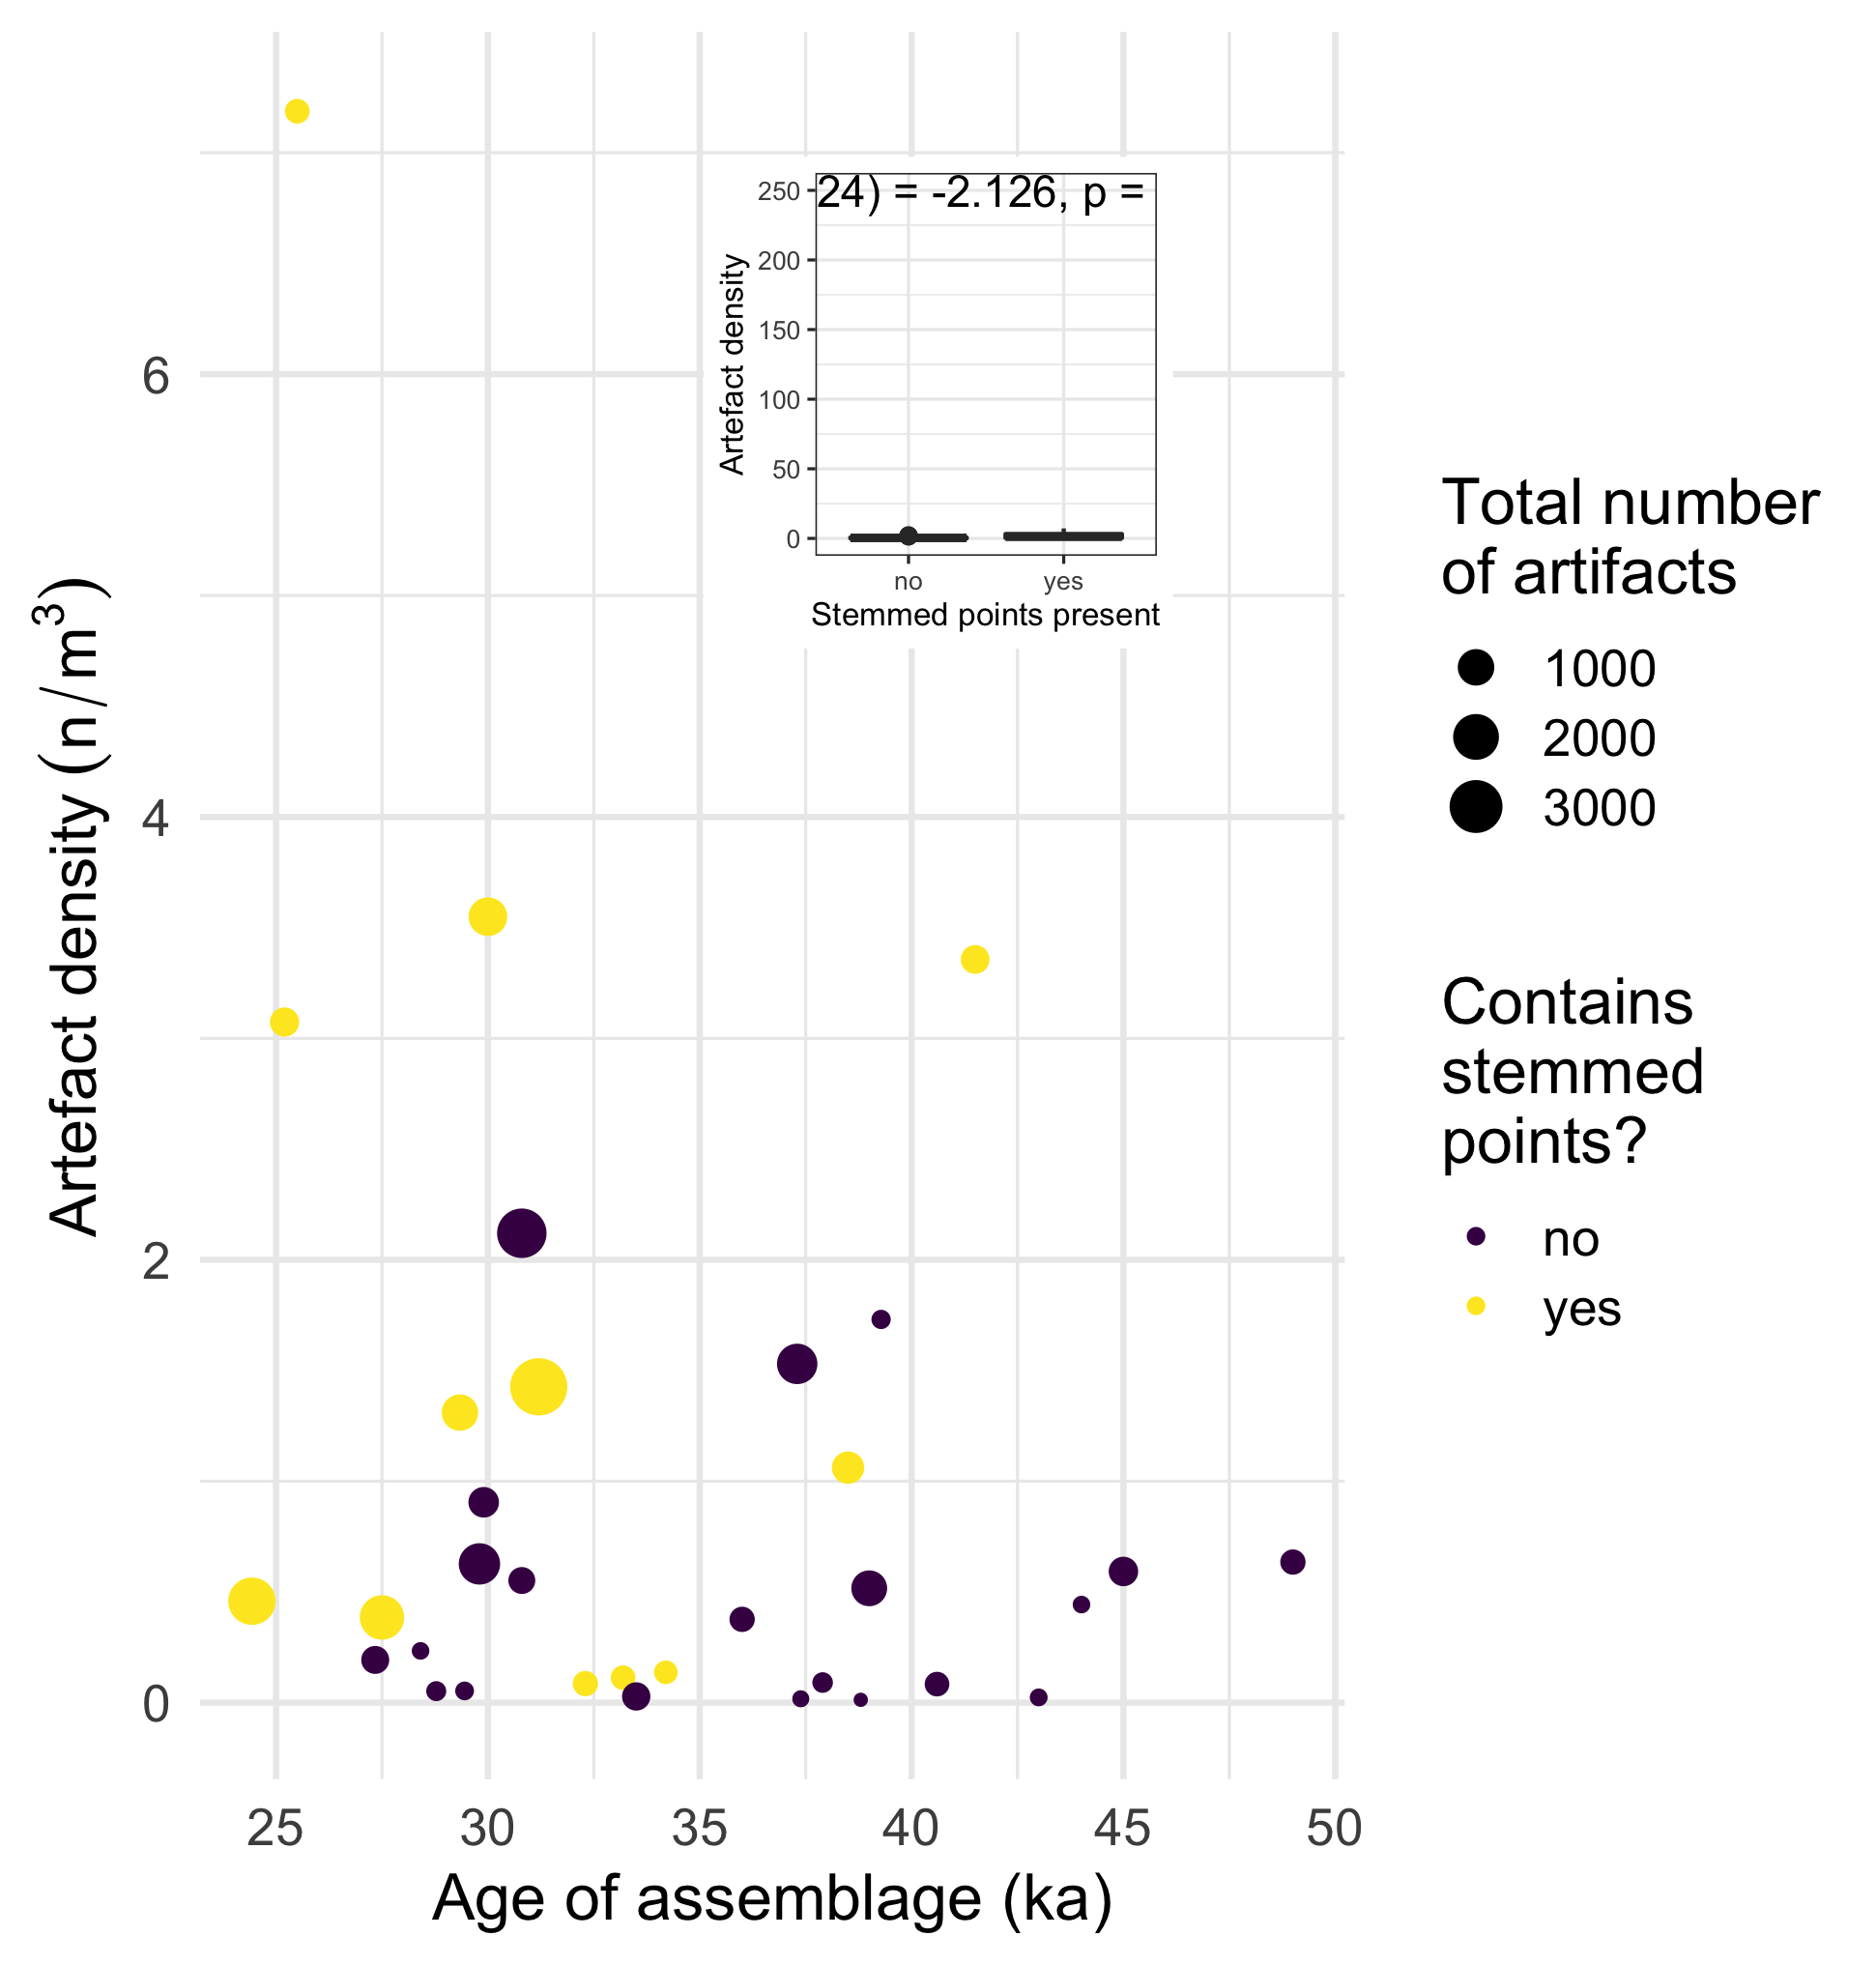 6
4
2
0
25 30 35 40 45 50
Age of assemblage (ka)
Artefact density (n/m³)
24) = -2.126, p =
250
200
150
100
50
0
Artefact density
no yes
Stemmed points present
Total number
of artifacts
1000
2000
3000
Contains
stemmed
points?
no
yes